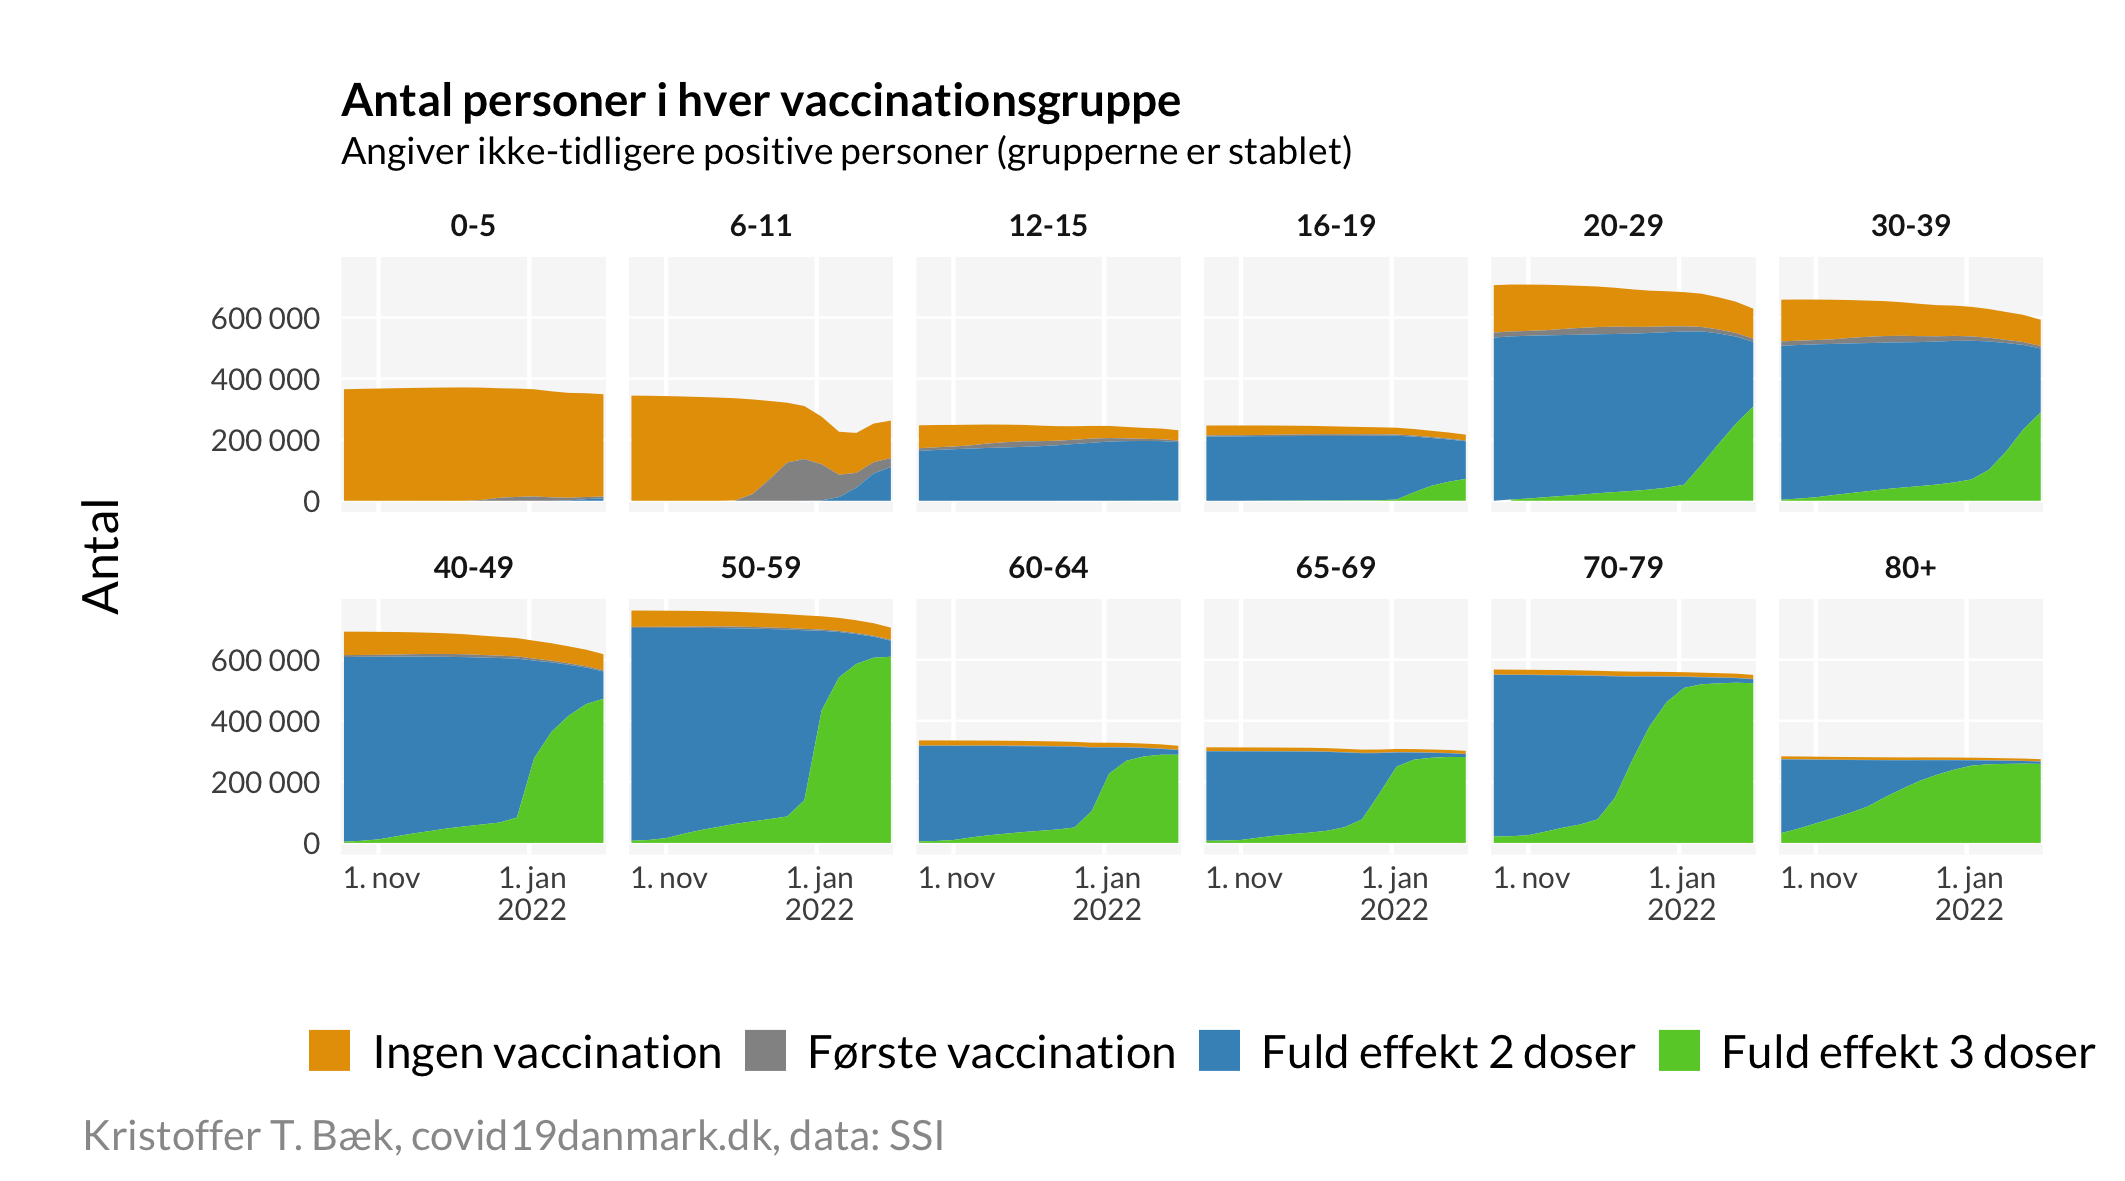 Antal personer i hver vaccinationsgruppe
Angiver ikke-tidligere positive personer (grupperne er stablet)
0-5 6-11 12-15 16-19 20-29 30-39
600 000
400 000
200 000
0
Antal
40-49 50-59 60-64 65-69 70-79 80+
600 000
400 000
200 000
0
1. nov 1. jan 1. nov 1. jan 1. nov 1. jan 1. nov 1. jan 1. nov 1. jan 1. nov 1. jan
2022 2022 2022 2022 2022 2022
Ingen vaccination Første vaccination Fuld effekt 2 doser Fuld effekt 3 doser
Kristoffer T. Bæk, covid19danmark.dk, data: SSI